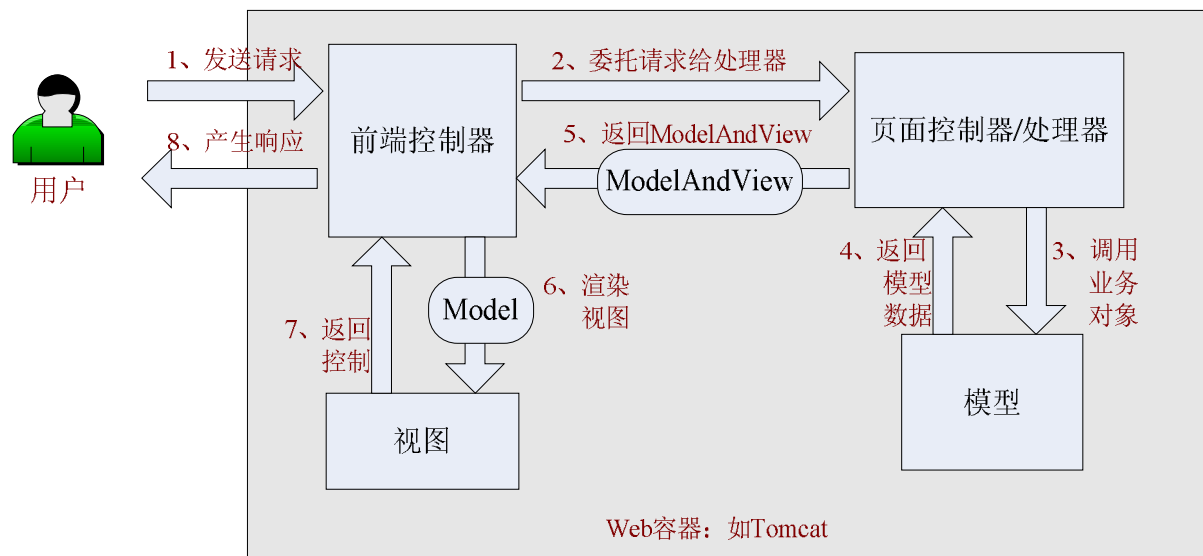 1、发送请求
2、委托请求给处理器
前端控制器
页面控制器/处理器
5、返回ModelAndView
ModelAndView
8、产生响应
用户
4、返回
模型
数据
3、调用
业务
对象
6、渲染
视图
Model
7、返回
控制
视图
模型
Web容器：如Tomcat